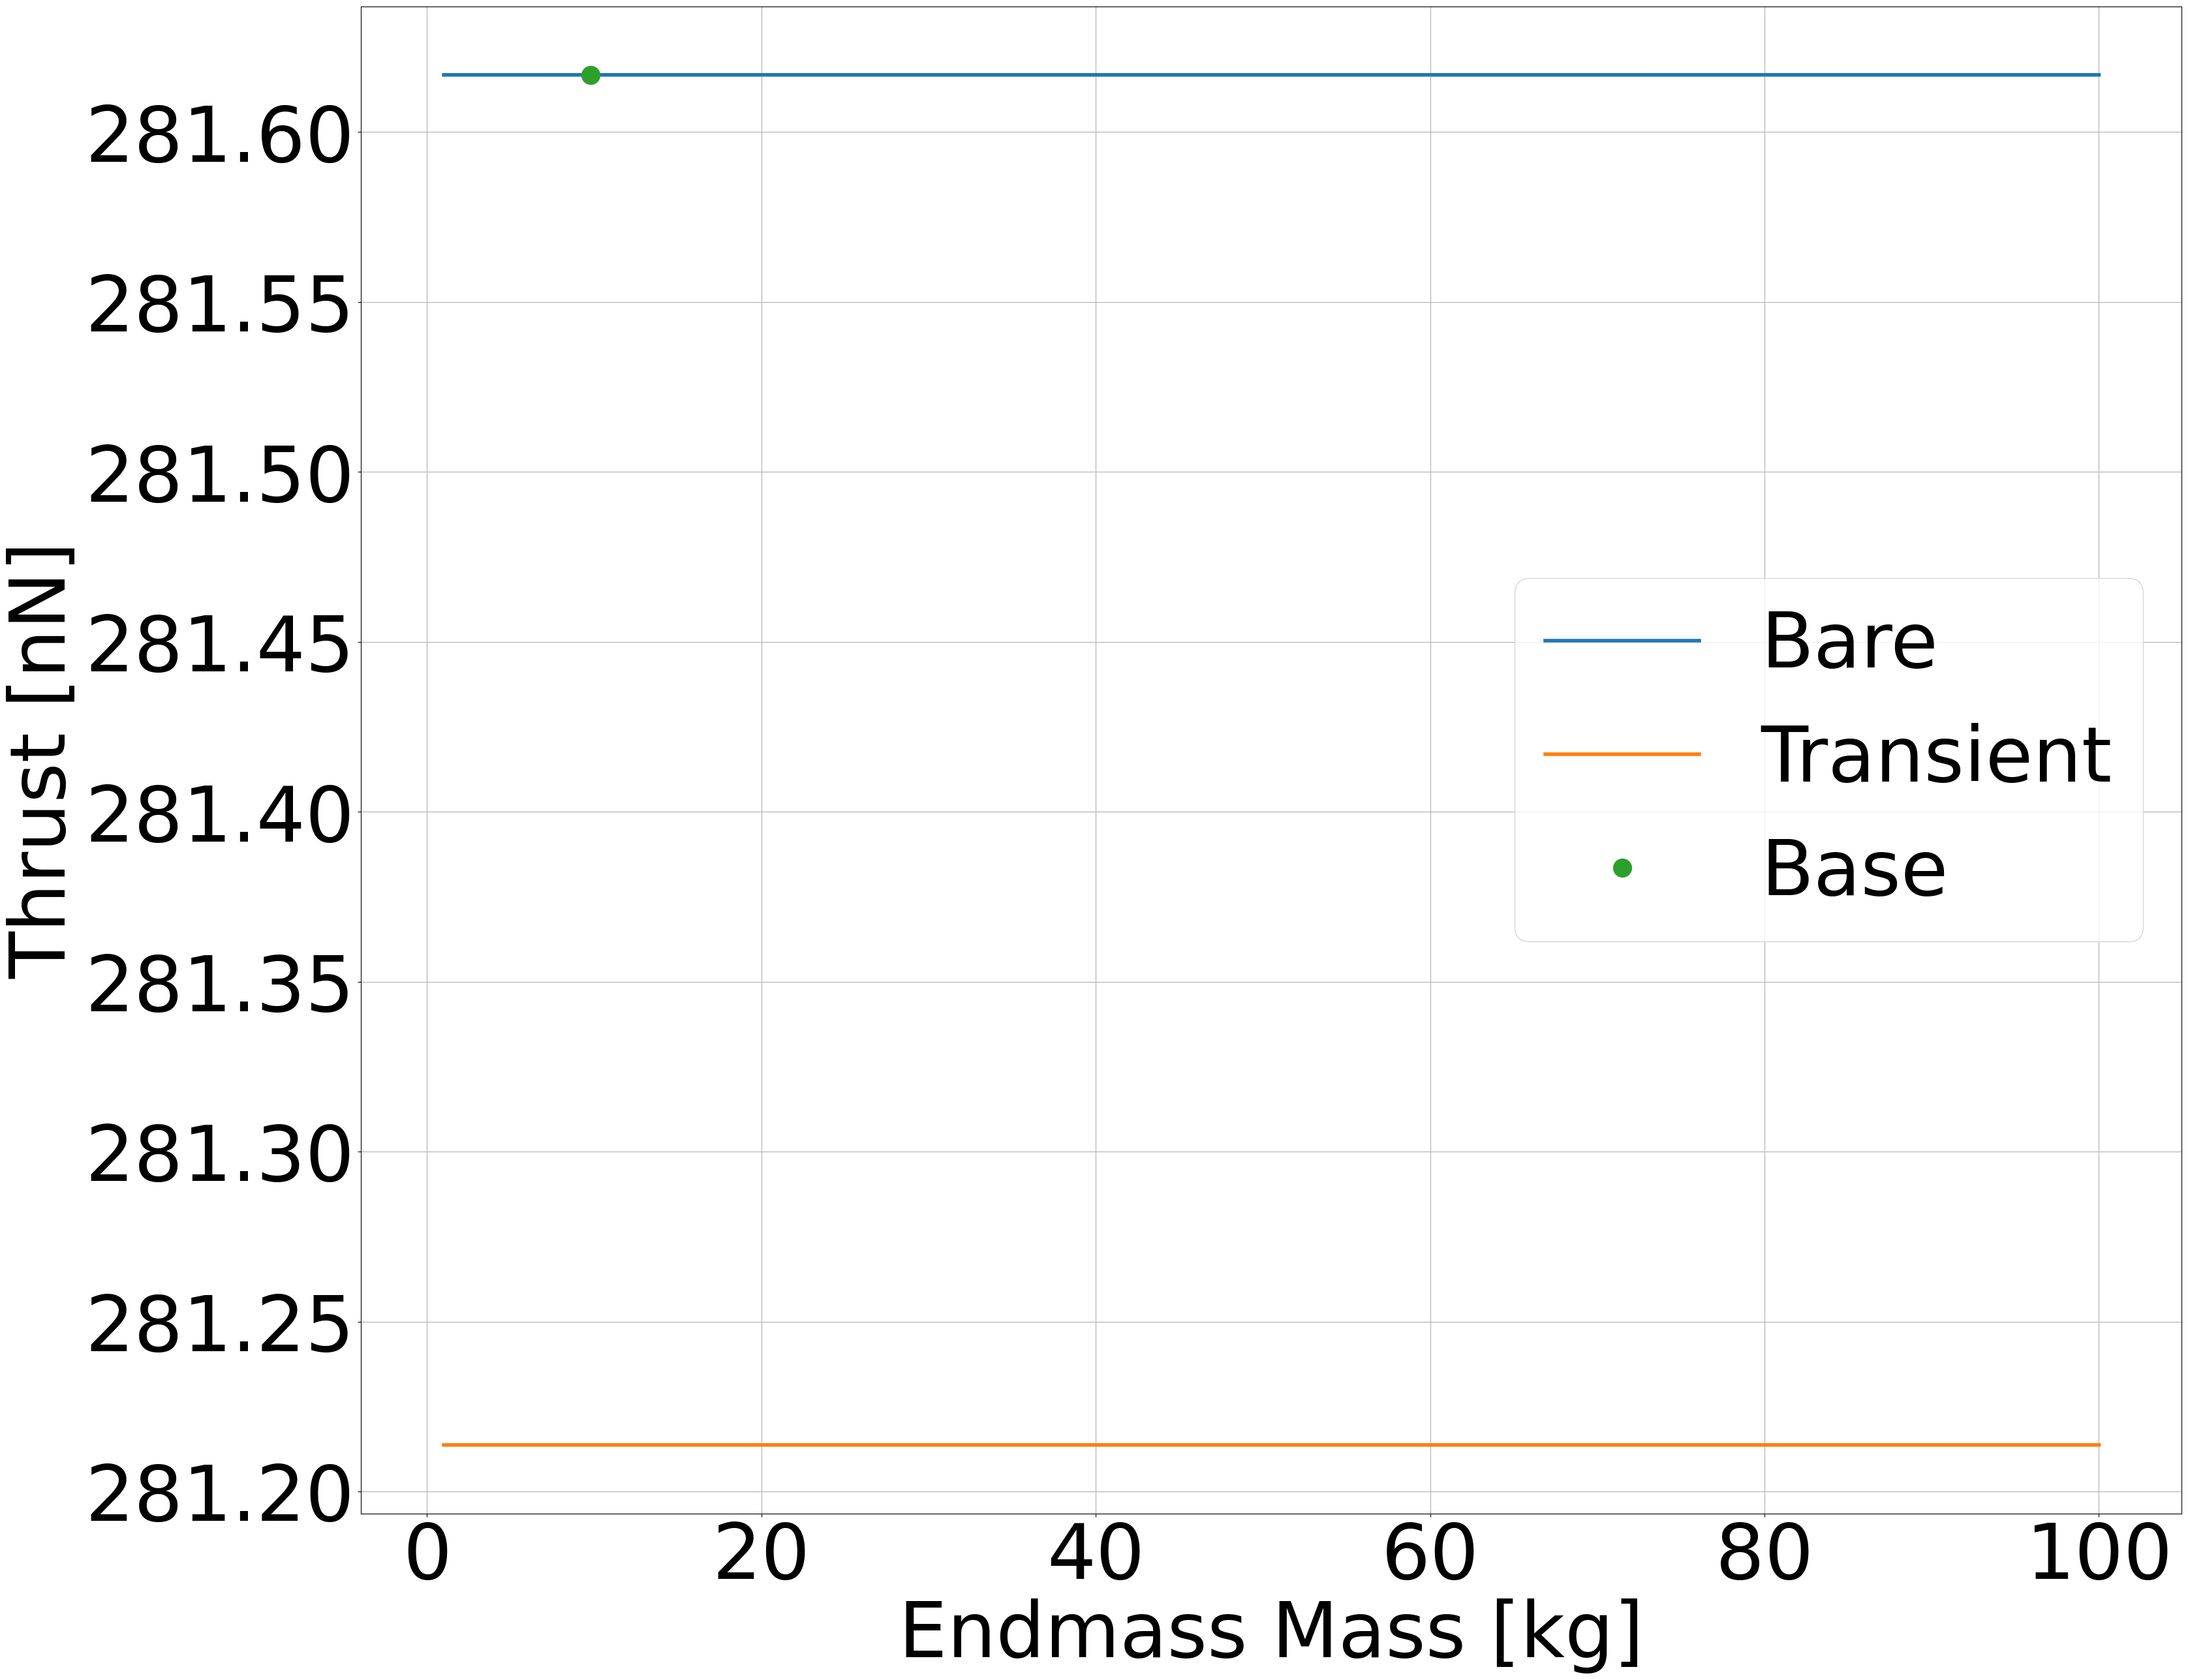 Thrust [nN]
281.60
281.55
281.50
281.45
281.40
281.35
281.30
281.25
281.20
Bare
Transient
Base
0 20 40 60 80 100
Endmass Mass [kg]